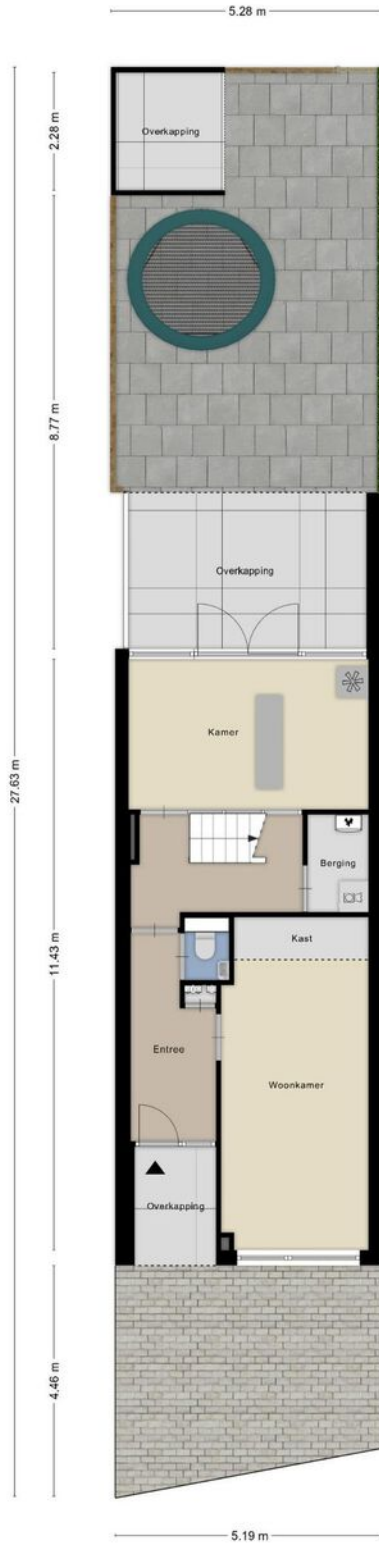 5.28 m
2.28 m
Overkapping
8.77 m
Overkapping
Kamer
27.63 m
Berging
11.43 m
Kast
Entree
Woonkamer
Overkapping
4.46 m
5.19 m